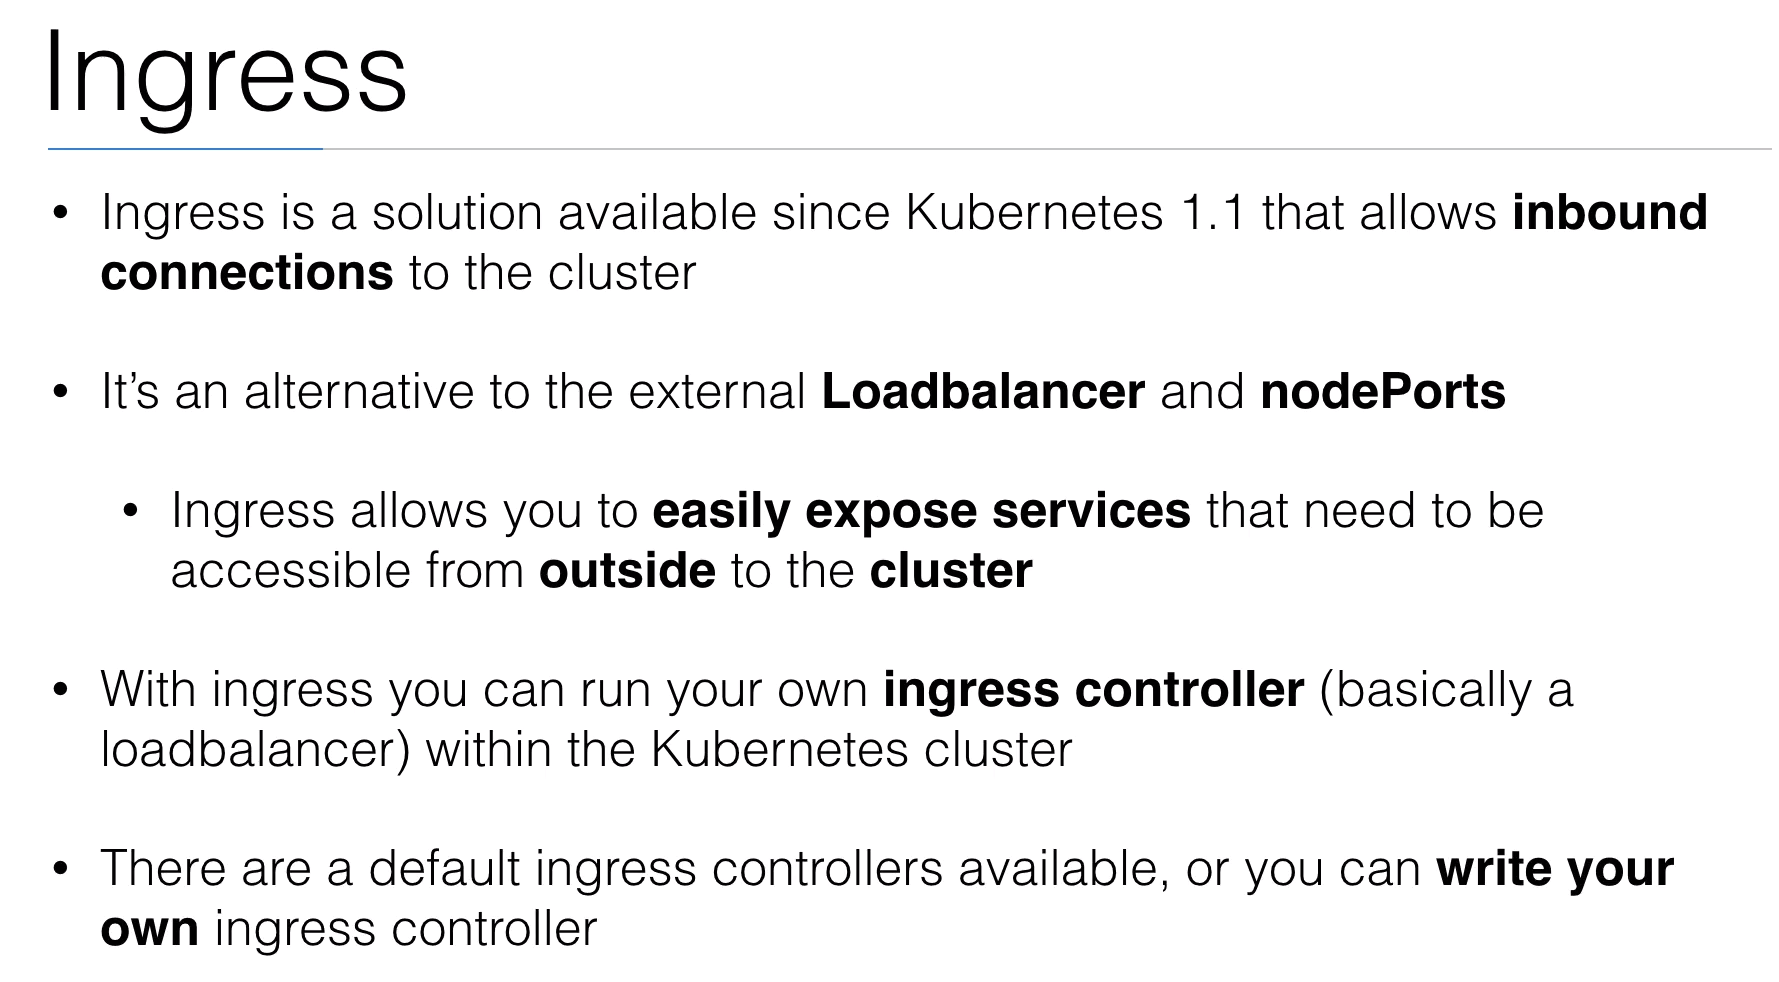 Ingress
• Ingress is a solution available since Kubernetes 1.1 that allows inbound
connections to the cluster
• It’s an alternative to the external Loadbalancer and nodePorts
• Ingress allows you to easily expose services that need to be
accessible from outside to the cluster
• With ingress you can run your own ingress controller (basically a
loadbalancer) within the Kubernetes cluster
• There are a default ingress controllers available, or you can write your
own ingress controller